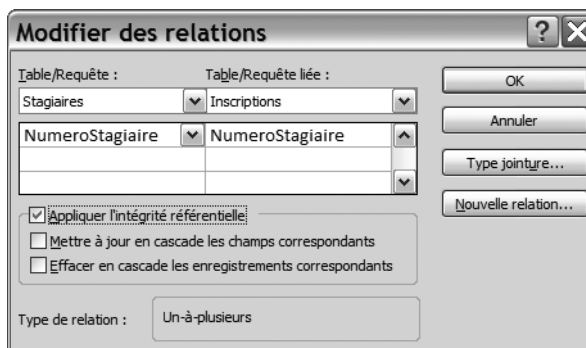 Modifier des relations
Table/Requête : Table/Requête liée :
Stagiaires Inscriptions
NumeroStagiaire NumeroStagiaire
Appliquer l'intégrité référentielle
Mettre à jour en cascade les champs correspondants
Effacer en cascade les enregistrements correspondants
Type de relation : Un-à-plusieurs
OK
Annuler
Type jointure...
Nouvelle relation...